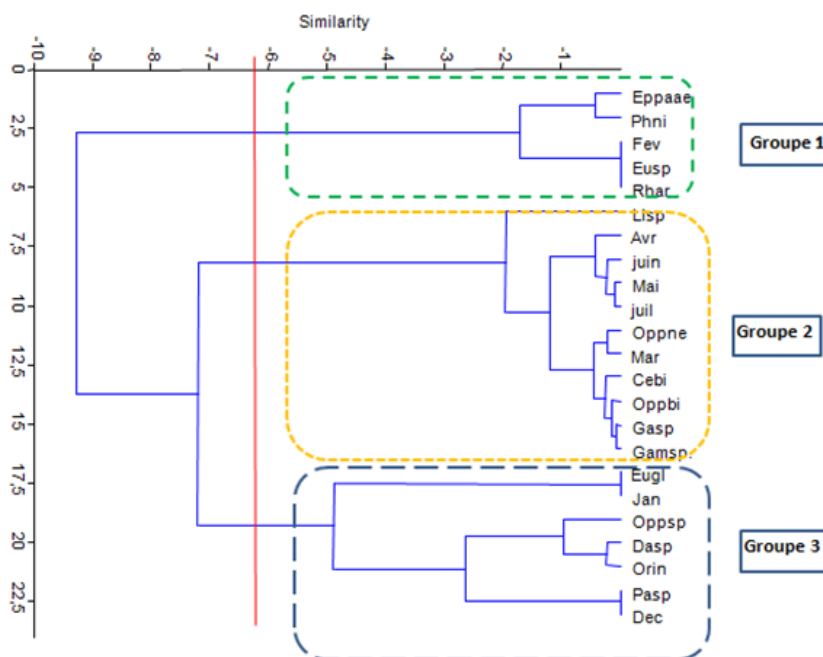 Similarity
-10 -9 -8 -7 -6 -5 -4 -3 -2 -1
0
2,5
5
7,5
10
12,5
15
17,5
20
22,5
Eppaae
Phni
Fev
Eusp
Rhar
Lisp
Avr
juin
Mai
juil
Oppne
Mar
Cebi
Oppbi
Gasp
Gamsp.
Eugl
Jan
Oppsp
Dasp
Orin
Pasp
Dec
Groupe 1
Groupe 2
Groupe 3